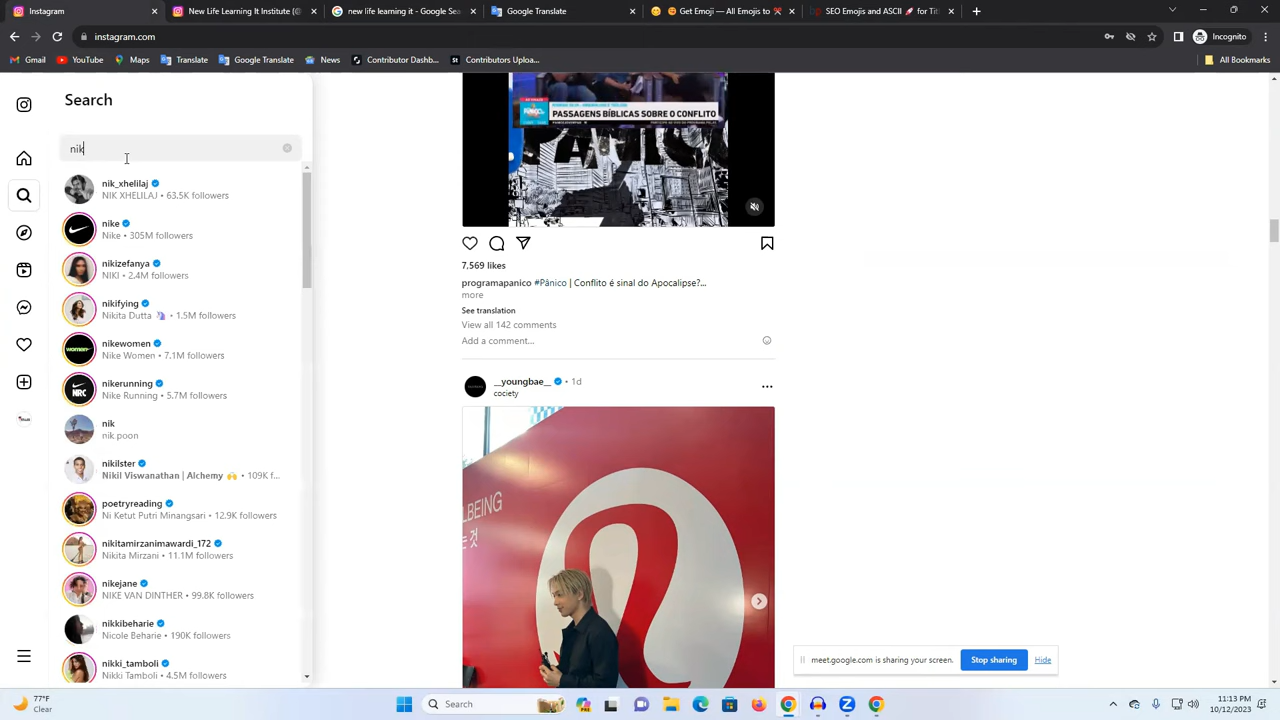 Instagram
New Life Learning Institute (@
new life learning it - Google Se
Google Translate
Get Emoji — All Emojis to
SEO Emojis and ASCII 🚀 for Ti
instagram.com
Incognito
Gmail
YouTube
Maps
Translate
Google Translate
News
Contributor Dashb...
Contributor Uploa...
All Bookmarks
Search
nik
nik_xhelilaj
NIK XHELILAJ • 63.5K followers
nike
Nike • 305M followers
nikizefanya
NIKI • 2.4M followers
nikifying
Nikita Dutta 🦄 • 1.5M followers
nikewomen
Nike Women • 7.1M followers
nikerunning
Nike Running • 5.7M followers
nik
nik poon
nikilster
Nikil Viswanathan | Alchemy 🙌 • 109K f...
poetryreading
Ni Ketut Putri Minangsari • 12.9K followers
nikitamirzanimawardi_172
Nikita Mirzani • 11.1M followers
nikejane
NIKE VAN DINTHER • 99.8K followers
nikkibeharie
Nicole Beharie • 190K followers
nikki_tamboli
Nikki Tamboli • 4.5M followers
PASSAGENS BÍBLICAS SOBRE O CONFLITO
7,569 likes
programapanico #Pânico | Conflito é sinal do Apocalipse?...
more
See translation
View all 142 comments
Add a comment...
__youngbae__ • 1d
cociety
LBEING
는 것
meet.google.com is sharing your screen.
Stop sharing
Hide
77°F
Clear
Search
11:13 PM
10/12/2023